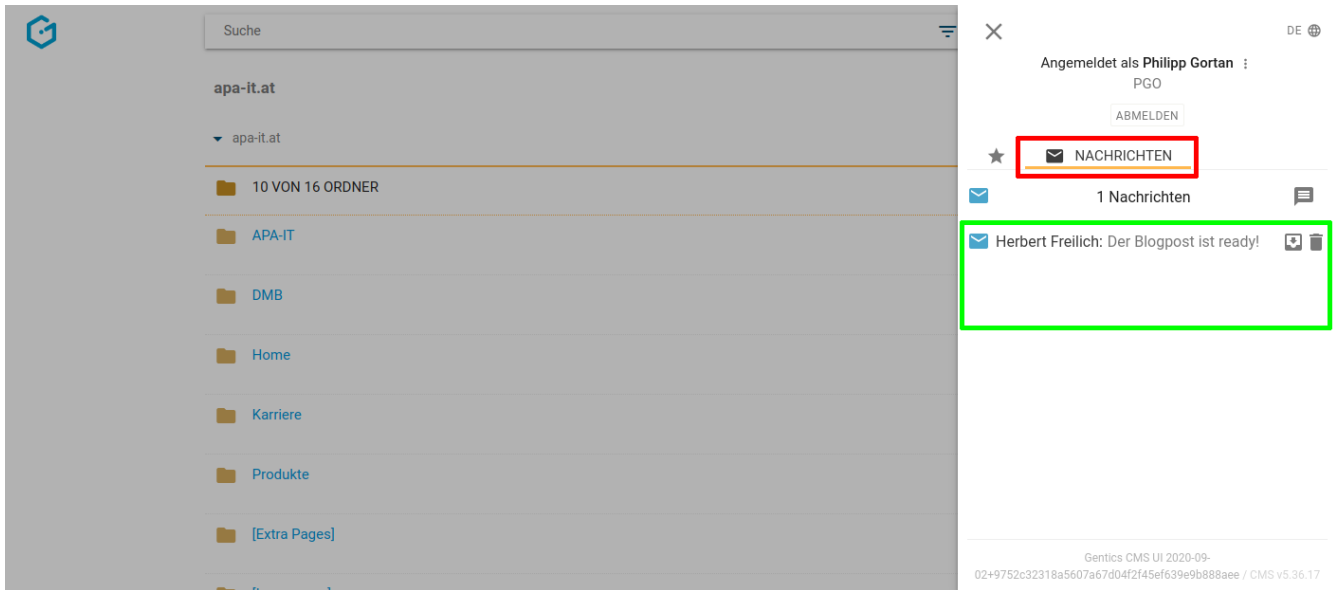 Suche
apa-it.at
apa-it.at
10 VON 16 ORDNER
APA-IT
DMB
Home
Karriere
Produkte
[Extra Pages]
DE
Angemeldet als Philipp Gortan
PGO
ABMELDEN
NACHRICHTEN
1 Nachrichten
Herbert Freilich: Der Blogpost ist ready!
Gentics CMS UI 2020-09-
02+9752c32318a5607a67d04f2f45ef639e9b888aee / CMS v5.36.17